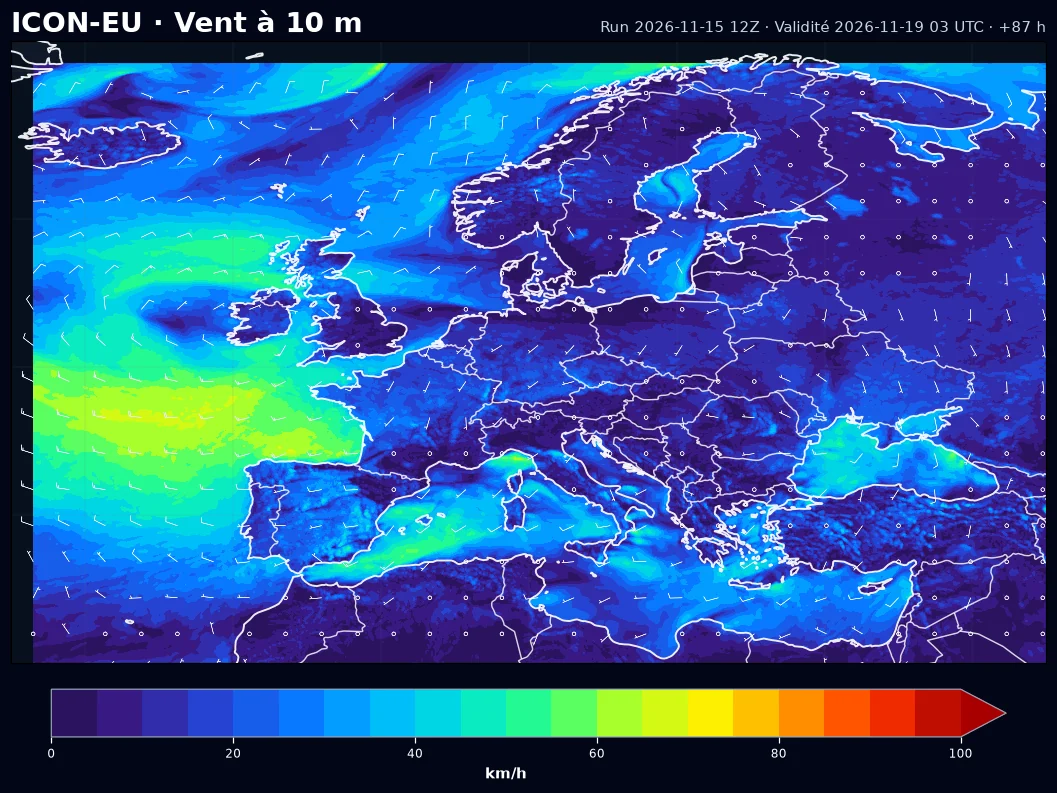 ICON-EU · Vent à 10 m
Run 2026-11-15 12Z · Validité 2026-11-19 03 UTC · +87 h
0 20 40 60 80 100
km/h